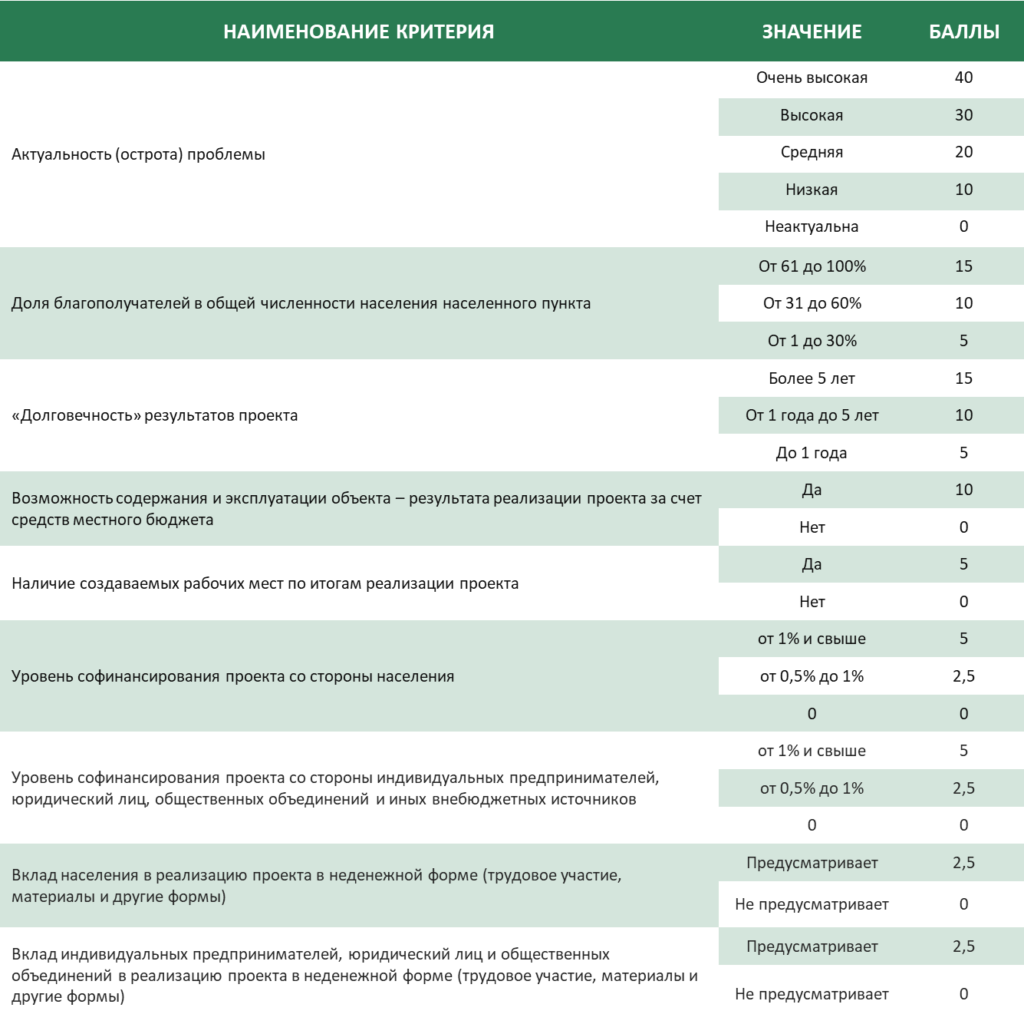 НАИМЕНОВАНИЕ КРИТЕРИЯ ЗНАЧЕНИЕ БАЛЛЫ
Актуальность (острота) проблемы
Очень высокая 40
Высокая 30
Средняя 20
Низкая 10
Неактуальна 0
Доля благополучателей в общей численности населения населенного пункта
От 61 до 100% 15
От 31 до 60% 10
От 1 до 30% 5
«Долговечность» результатов проекта
Более 5 лет 15
От 1 года до 5 лет 10
До 1 года 5
Возможность содержания и эксплуатации объекта – результата реализации проекта за счет
средств местного бюджета
Да 10
Нет 0
Наличие создаваемых рабочих мест по итогам реализации проекта
Да 5
Нет 0
Уровень софинансирования проекта со стороны населения
от 1% и свыше 5
от 0,5% до 1% 2,5
0 0
Уровень софинансирования проекта со стороны индивидуальных предпринимателей,
юридический лиц, общественных объединений и иных внебюджетных источников
от 1% и свыше 5
от 0,5% до 1% 2,5
0 0
Вклад населения в реализацию проекта в неденежной форме (трудовое участие,
материалы и другие формы)
Предусматривает 2,5
Не предусматривает 0
Вклад индивидуальных предпринимателей, юридический лиц и общественных
объединений в реализацию проекта в неденежной форме (трудовое участие, материалы и
другие формы)
Предусматривает 2,5
Не предусматривает 0